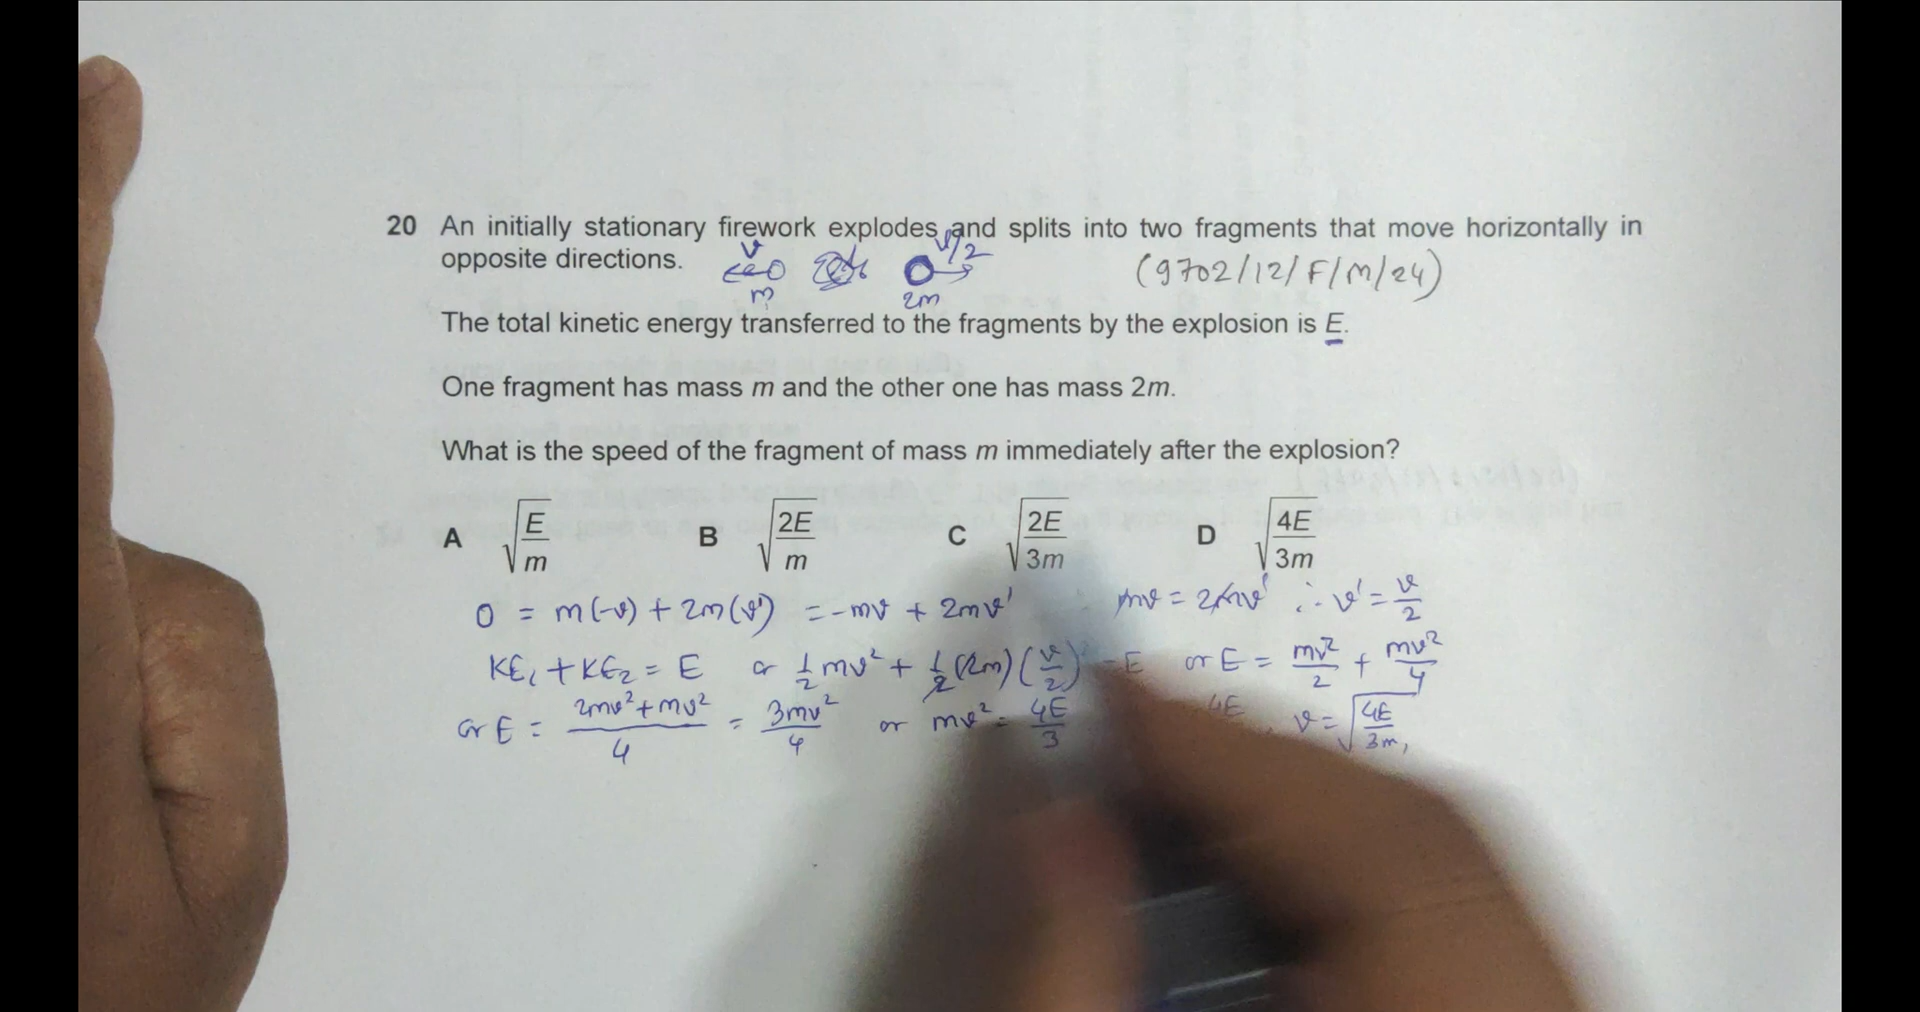 20 An initially stationary firework explodes and splits into two fragments that move horizontally in
opposite directions.
v
m
v/2
2m
(9702/12/F/M/24)
The total kinetic energy transferred to the fragments by the explosion is E.
One fragment has mass m and the other one has mass 2m.
What is the speed of the fragment of mass m immediately after the explosion?
A √(E/m) B √(2E/m) C √(2E/3m) D √(4E/3m)
0 = m(-v) + 2m(v') = -mv + 2mv' mv = 2mv' ∴ v' = v/2
KE₁ + KE₂ = E or 1/2 mv² + 1/2 (2m)(v/2)² = E or E = mv²/2 + mv²/4
or E = (2mv² + mv²)/4 = 3mv²/4 or mv² = 4E/3 4E v = √(4E/3m)